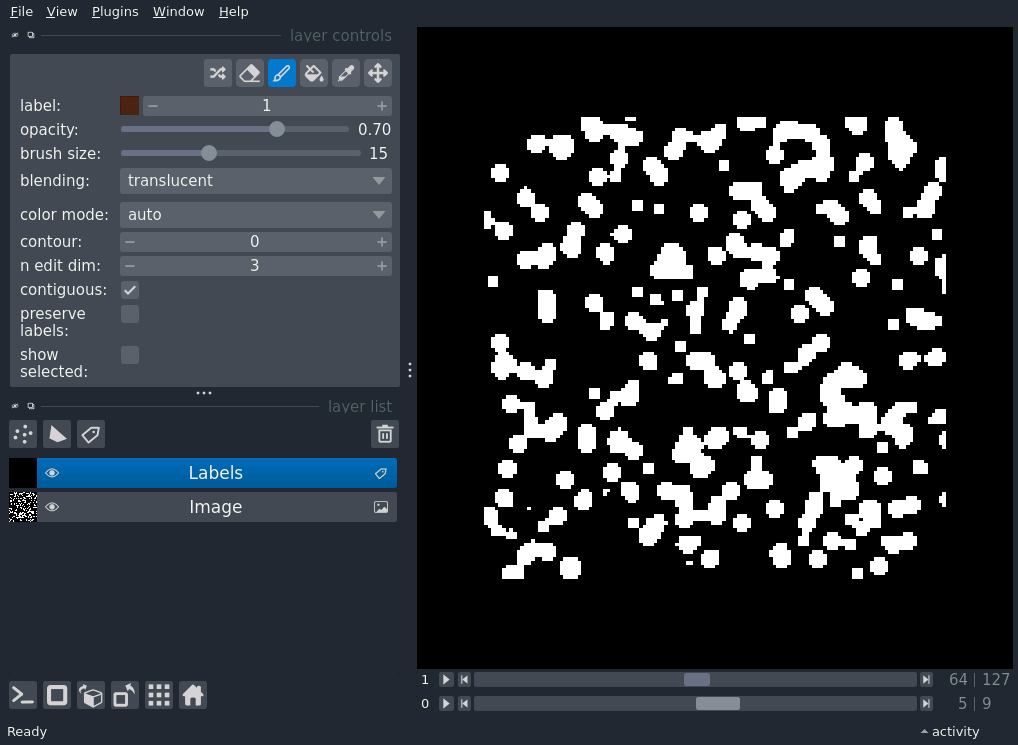 File View Plugins Window Help
layer controls
label: 1
opacity: 0.70
brush size: 15
blending: translucent
color mode: auto
contour: 0
n edit dim: 3
contiguous:
preserve
labels:
show
selected:
layer list
Labels
Image
1 64 | 127
0 5 | 9
Ready activity